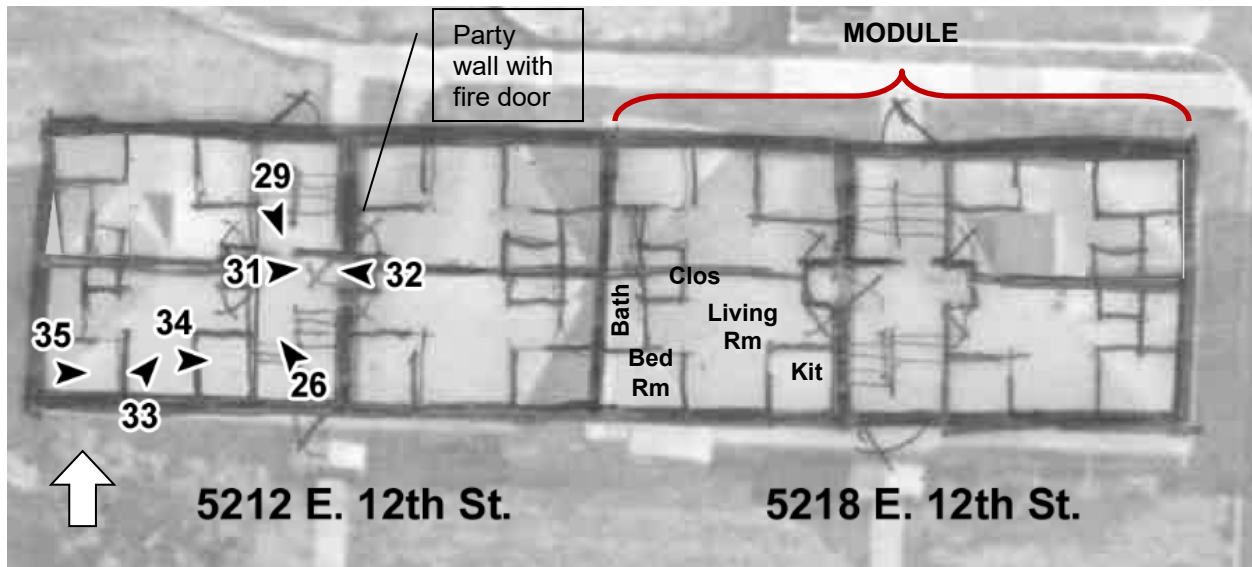 Party
wall with
fire door
MODULE
29
31
32
Clos
Bath
Living
Rm
35
34
Bed
Rm
Kit
33
26
5212 E. 12th St.
5218 E. 12th St.